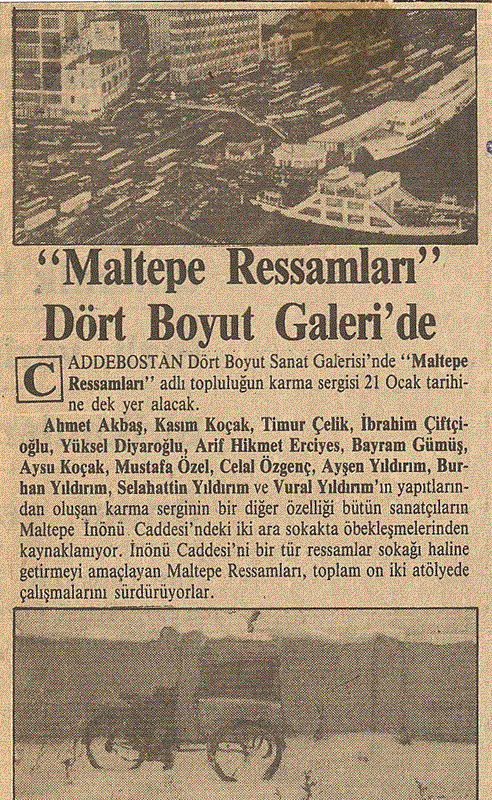 “Maltepe Ressamları”
Dört Boyut Galeri’de
CADDEBOSTAN Dört Boyut Sanat Galerisi’nde “Maltepe
Ressamları” adlı topluluğun karma sergisi 21 Ocak tarihi-
ne dek yer alacak.
Ahmet Akbaş, Kasım Koçak, Timur Çelik, İbrahim Çiftçi-
oğlu, Yüksel Diyaroğlu, Arif Hikmet Erciyes, Bayram Gümüş,
Aysu Koçak, Mustafa Özel, Celal Özgenç, Ayşen Yıldırım, Bur-
han Yıldırım, Selahattin Yıldırım ve Vural Yıldırım’ın yapıtların-
dan oluşan karma serginin bir diğer özelliği bütün sanatçıların
Maltepe İnönü Caddesi’ndeki iki ara sokakta öbekleşmelerinden
kaynaklanıyor. İnönü Caddesi’ni bir tür ressamlar sokağı haline
getirmeyi amaçlayan Maltepe Ressamları, toplam on iki atölyede
çalışmalarını sürdürüyorlar.